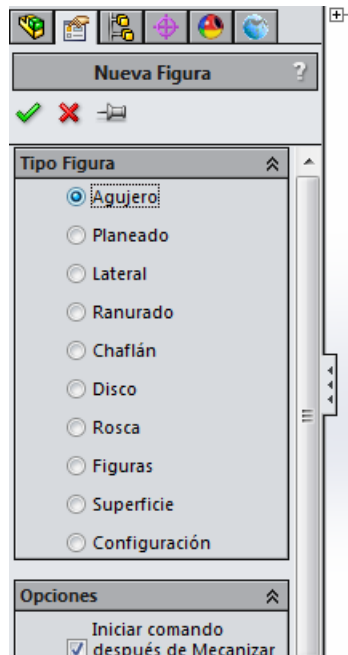 Nueva Figura
?
Tipo Figura
Agujero
Planeado
Lateral
Ranurado
Chaflán
Disco
Rosca
Figuras
Superficie
Configuración
Opciones
Iniciar comando
después de Mecanizar